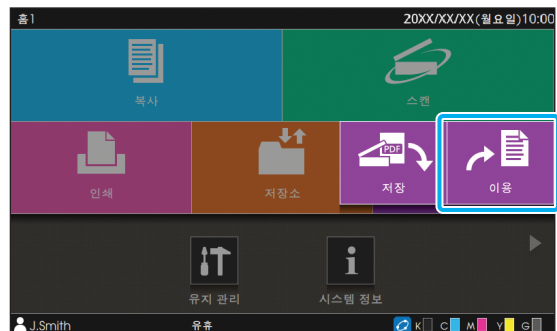 홈1
20XX/XX/XX(월요일)10:00
복사
스캔
PDF
인쇄
저장소
저장
이용
유지 관리
시스템 정보
J.Smith
유휴
K C M Y G